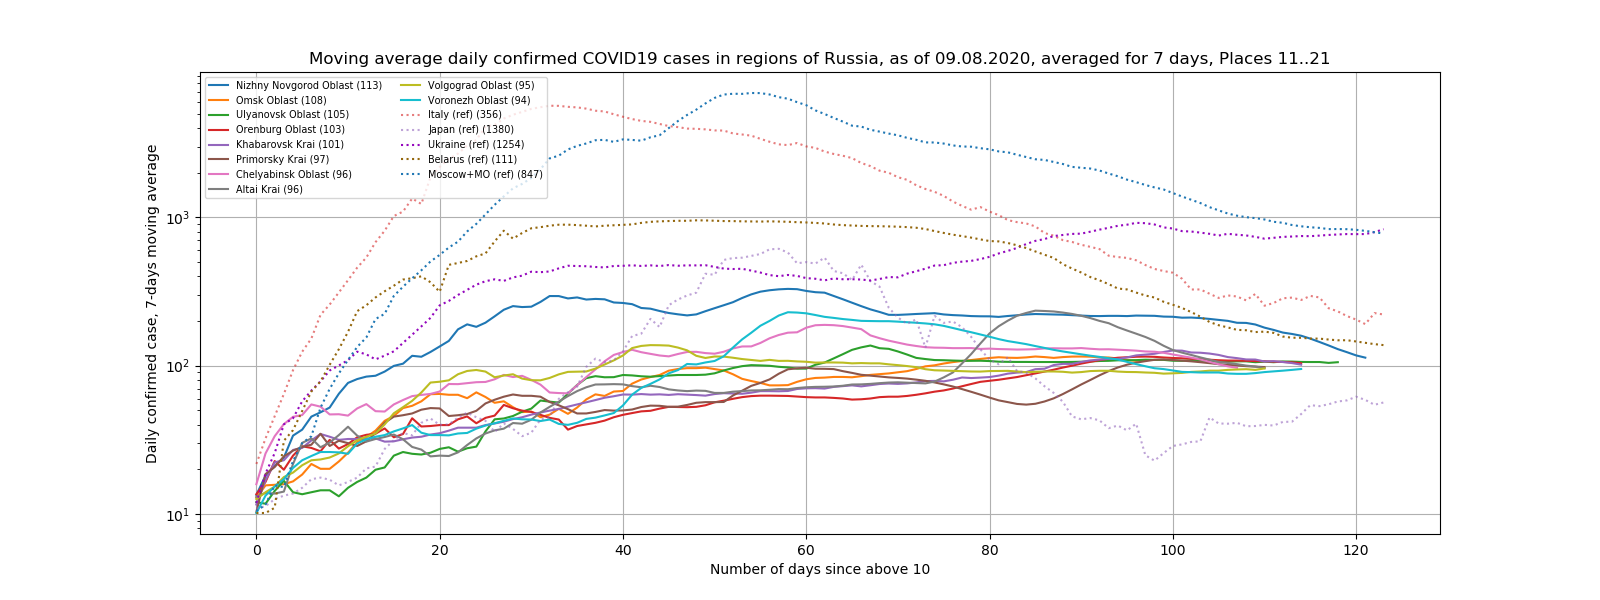 Moving average daily confirmed COVID19 cases in regions of Russia, as of 09.08.2020, averaged for 7 days, Places 11..21
Nizhny Novgorod Oblast (113)
Omsk Oblast (108)
Ulyanovsk Oblast (105)
Orenburg Oblast (103)
Khabarovsk Krai (101)
Primorsky Krai (97)
Chelyabinsk Oblast (96)
Altai Krai (96)
Volgograd Oblast (95)
Voronezh Oblast (94)
Italy (ref) (356)
Japan (ref) (1380)
Ukraine (ref) (1254)
Belarus (ref) (111)
Moscow+MO (ref) (847)
Daily confirmed case, 7-days moving average
10³
10²
10¹
0 20 40 60 80 100 120
Number of days since above 10